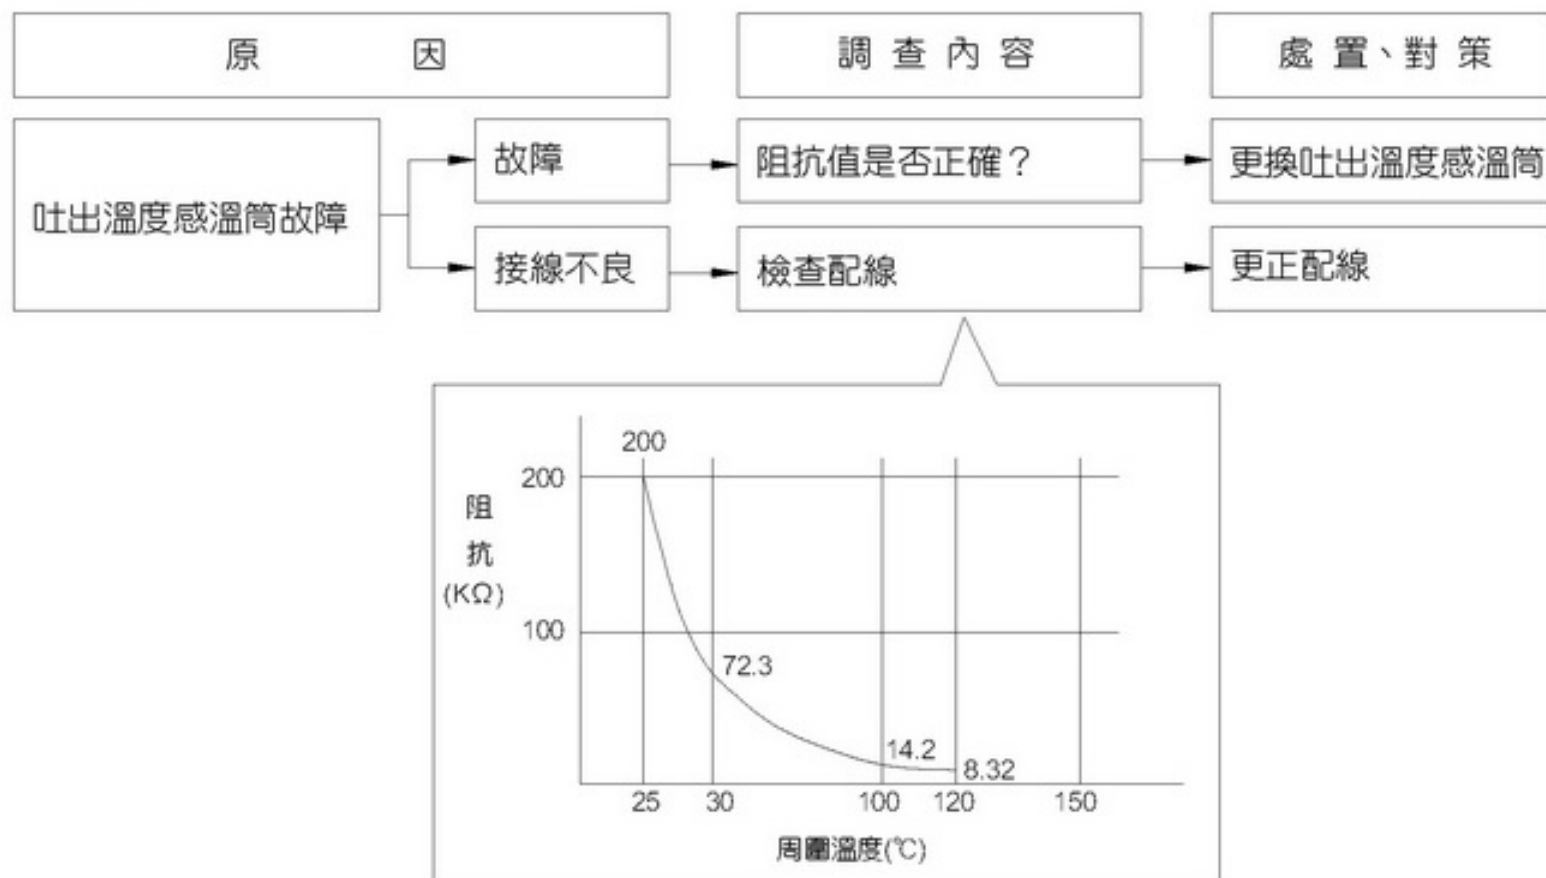 原因
調查內容
處置、對策
吐出溫度感溫筒故障
故障
阻抗值是否正確？
更換吐出溫度感溫筒
接線不良
檢查配線
更正配線
200
200
阻
抗
(KΩ)
100
72.3
14.2
8.32
25 30 100 120 150
周圍溫度(℃)